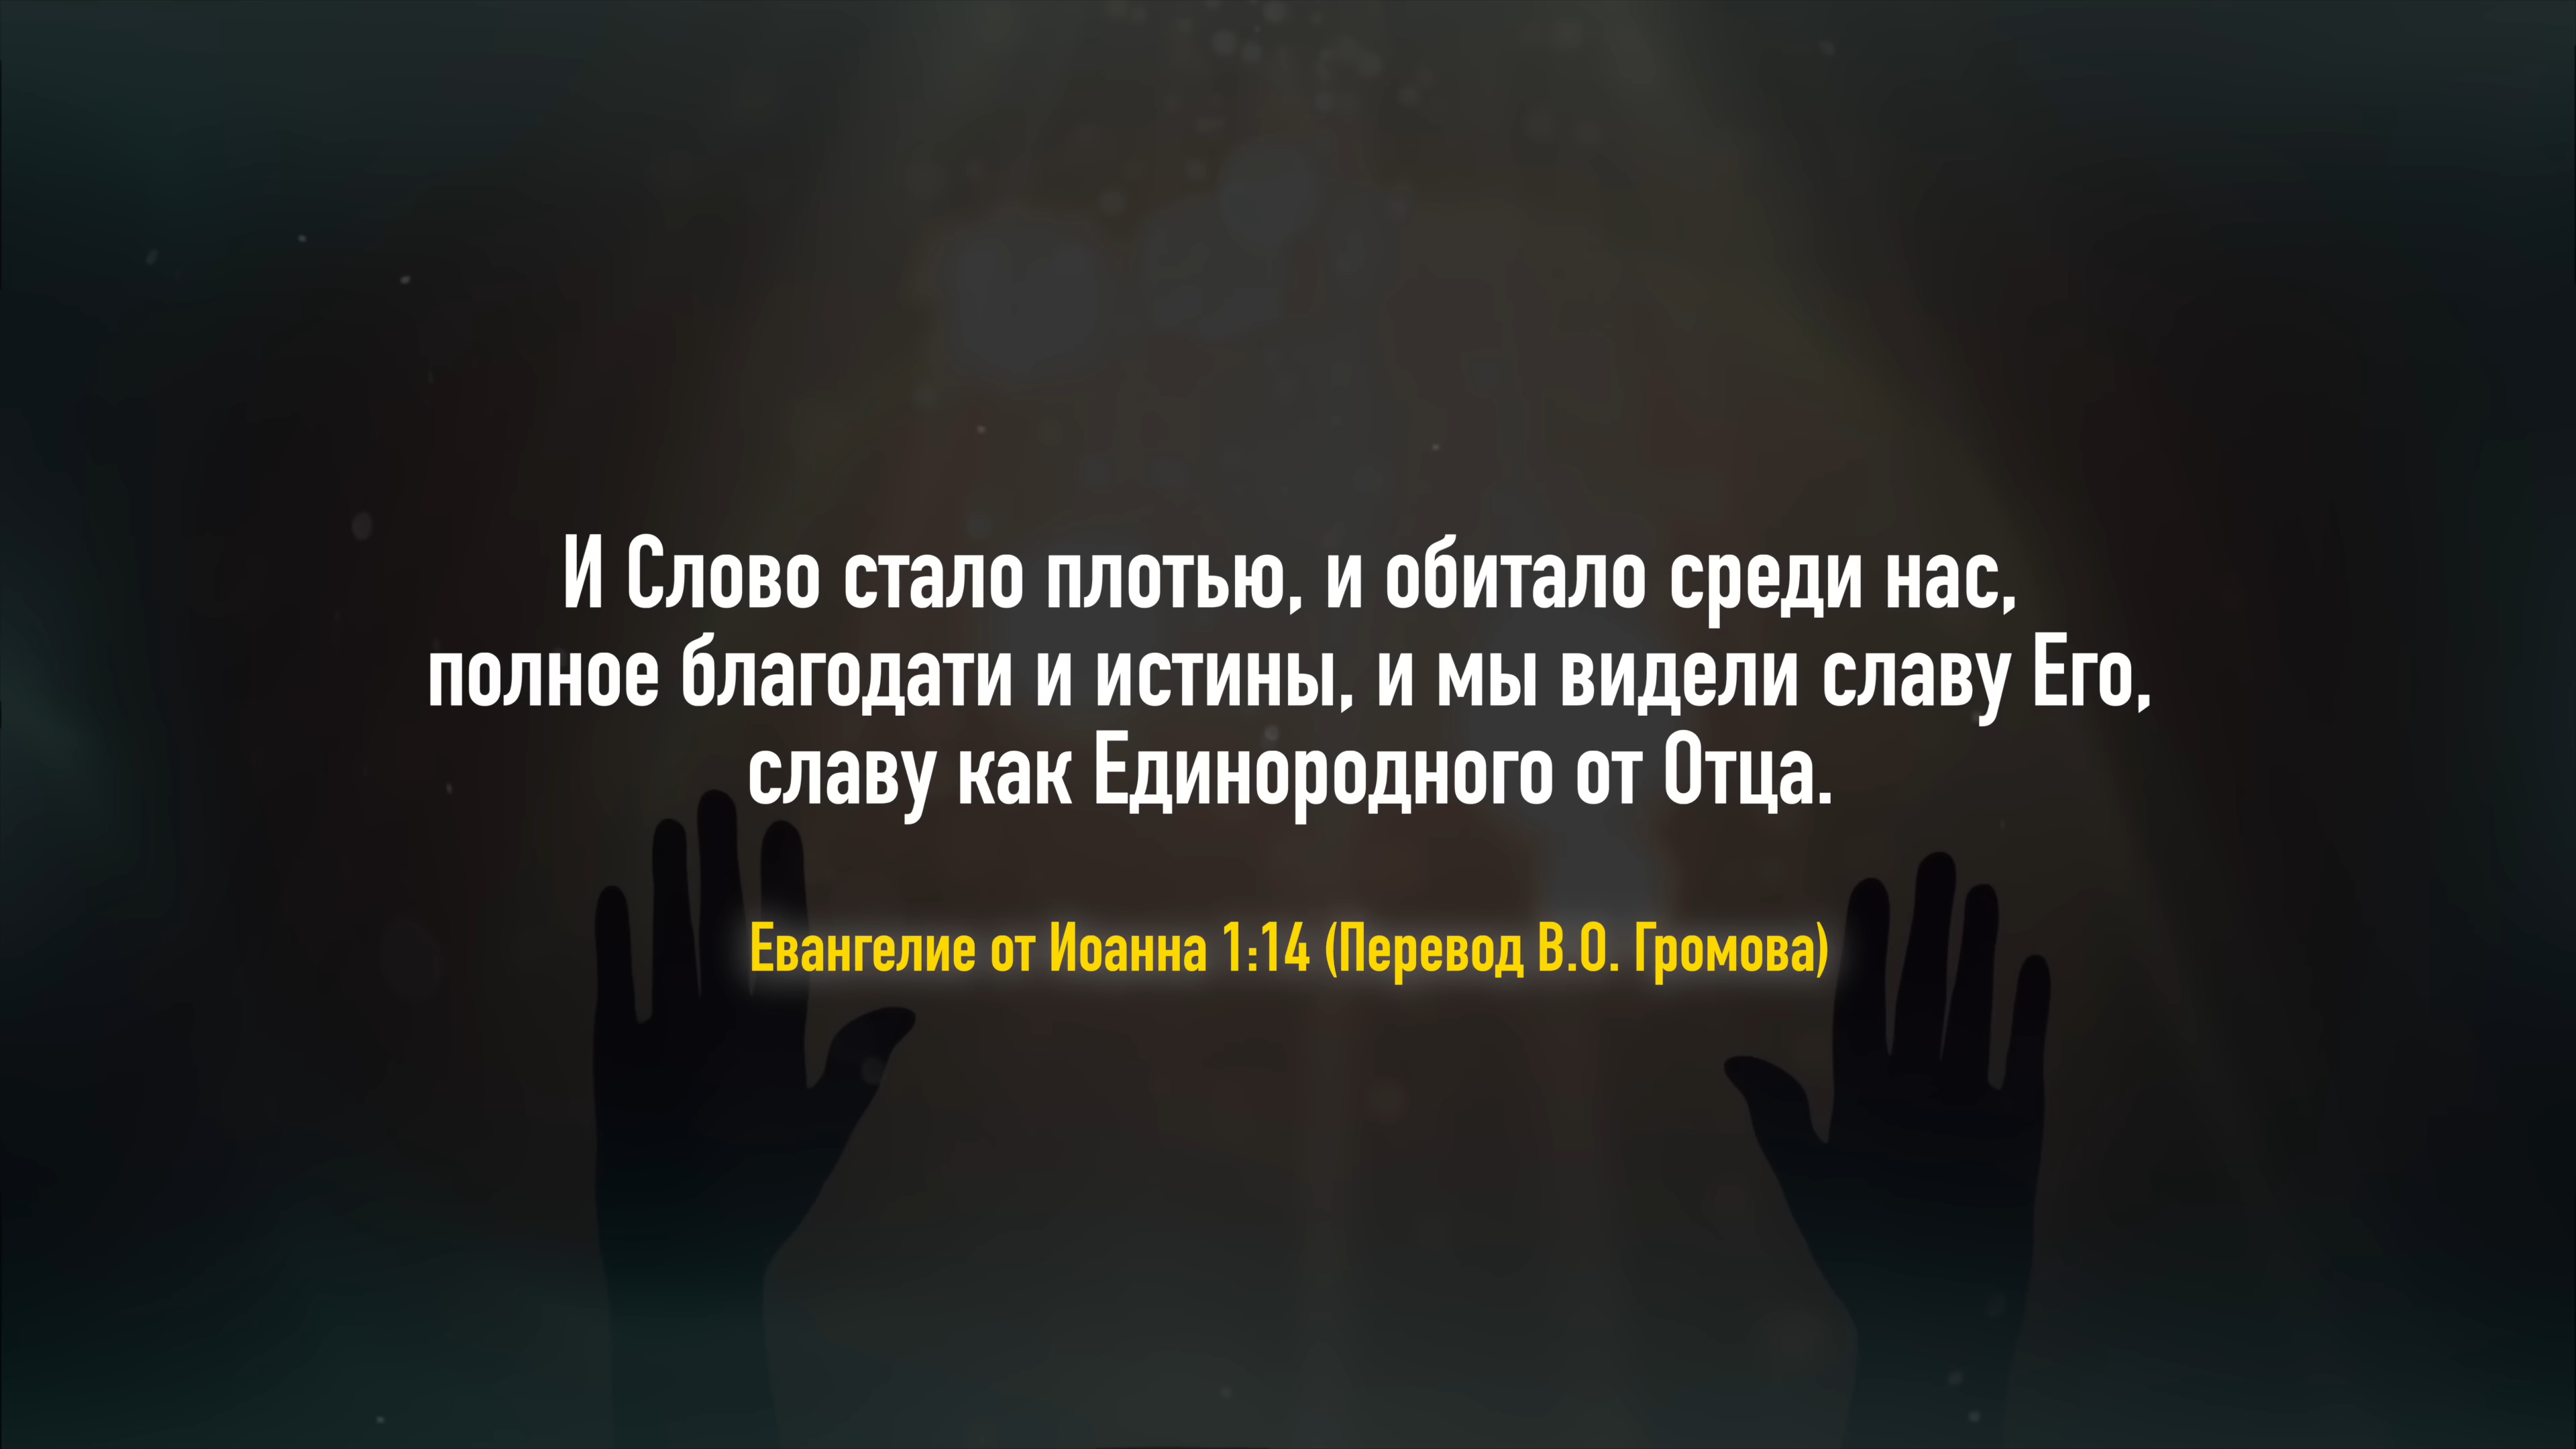 И Слово стало плотью, и обитало среди нас,
полное благодати и истины, и мы видели славу Его,
славу как Единородного от Отца.
Евангелие от Иоанна 1:14 (Перевод В.О. Громова)